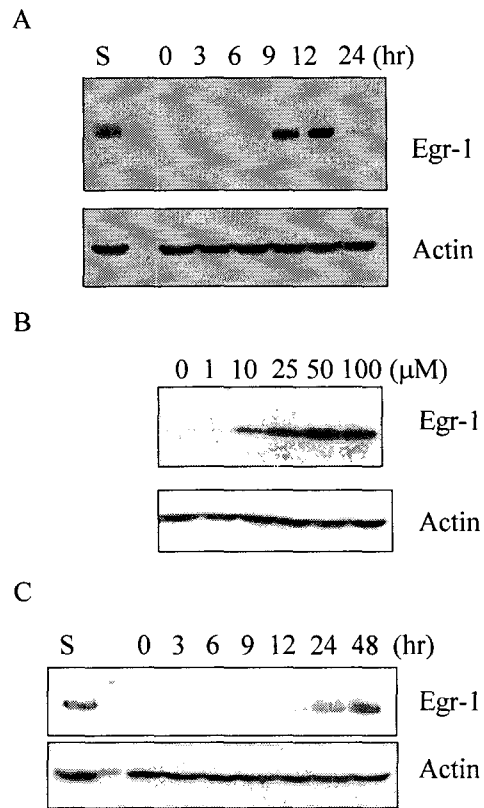 A
S 0 3 6 9 12 24 (hr)
Egr-1
Actin
B
0 1 10 25 50 100 (μM)
Egr-1
Actin
C
S 0 3 6 9 12 24 48 (hr)
Egr-1
Actin